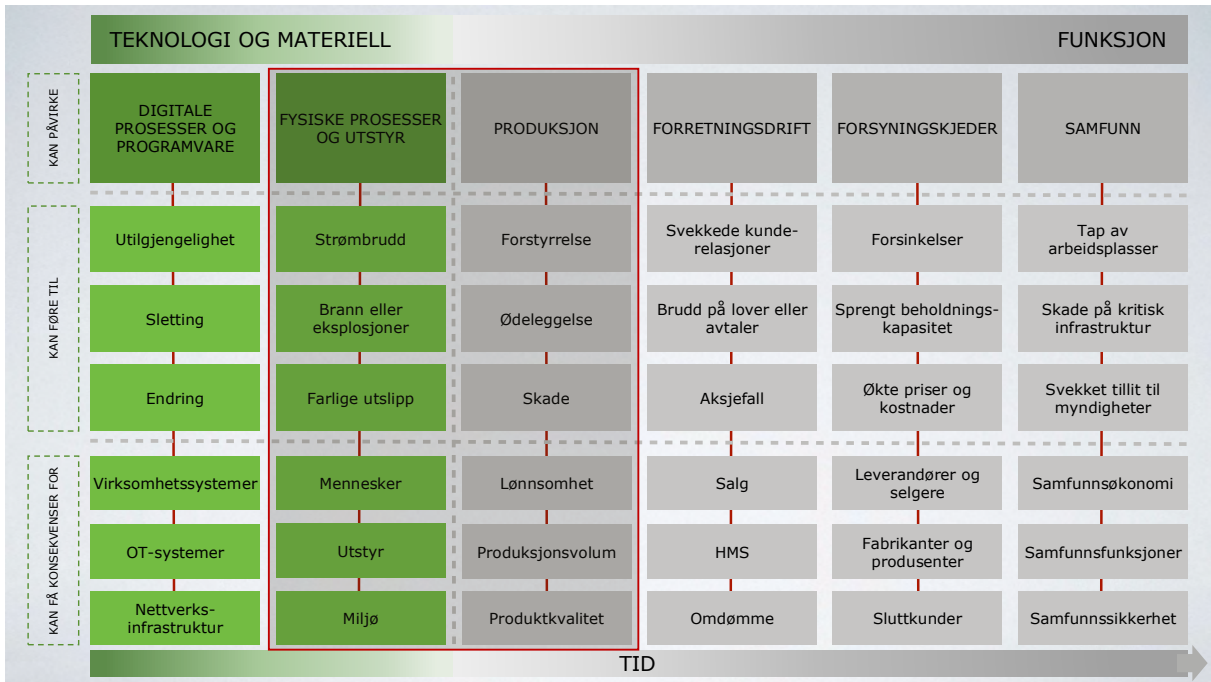 TEKNOLOGI OG MATERIELL
FUNKSJON
KAN PÅVIRKE
DIGITALE
PROSESSER OG
PROGRAMVARE
FYSISKE PROSESSER
OG UTSTYR
PRODUKSJON
FORRETNINGSDRIFT
FORSYNINGSKJEDER
SAMFUNN
KAN FØRE TIL
Utilgjengelighet
Strømbrudd
Forstyrrelse
Svekkede kunde-
relasjoner
Forsinkelser
Tap av
arbeidsplasser
Sletting
Brann eller
eksplosjoner
Ødeleggelse
Brudd på lover eller
avtaler
Sprengt beholdnings-
kapasitet
Skade på kritisk
infrastruktur
Endring
Farlige utslipp
Skade
Aksjefall
Økte priser og
kostnader
Svekket tillit til
myndigheter
KAN FÅ KONSEKVENSER FOR
Virksomhetssystemer
Mennesker
Lønnsomhet
Salg
Leverandører og
selgere
Samfunnsøkonomi
OT-systemer
Utstyr
Produksjonsvolum
HMS
Fabrikanter og
produsenter
Samfunnsfunksjoner
Nettverks-
infrastruktur
Miljø
Produktkvalitet
Omdømme
Sluttkunder
Samfunnssikkerhet
TID